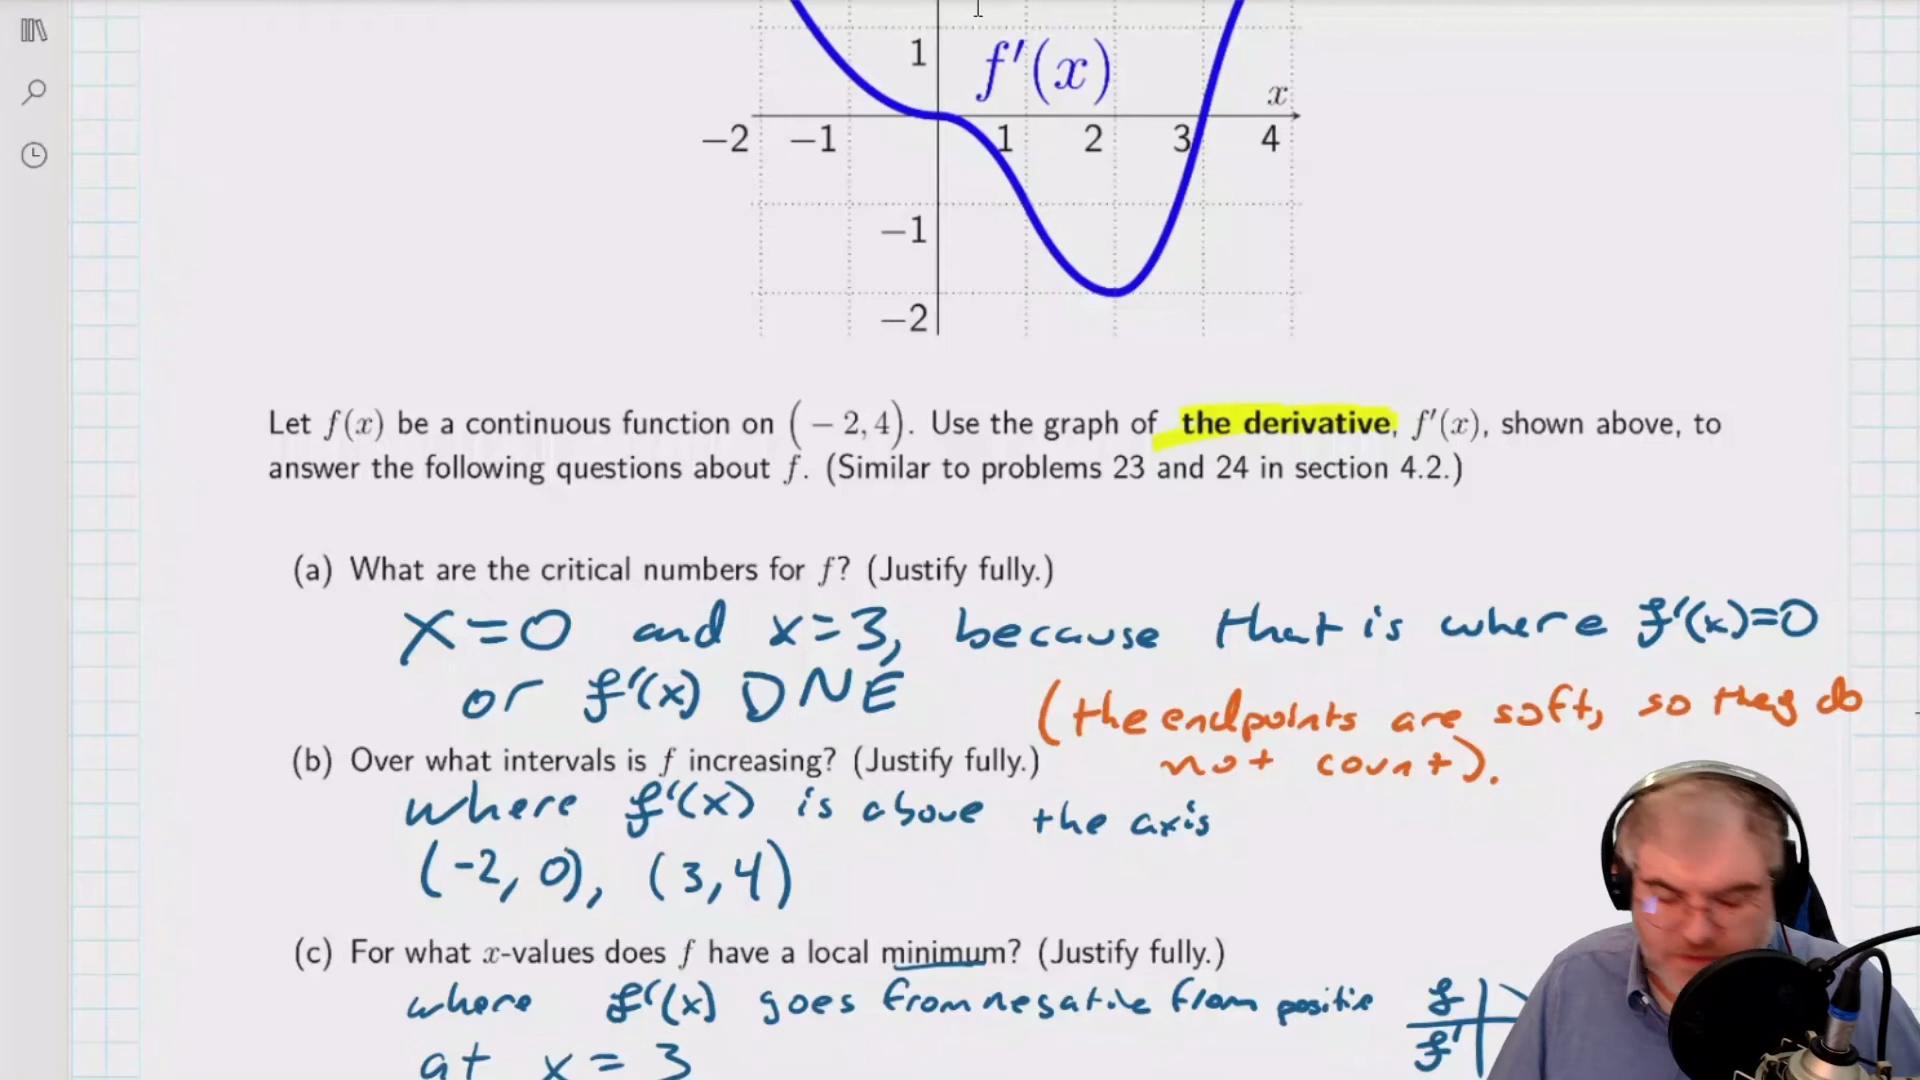 1
f′(x)
x
−2 −1 1 2 3 4
−1
−2
Let f(x) be a continuous function on (−2,4). Use the graph of the derivative, f′(x), shown above, to
answer the following questions about f. (Similar to problems 23 and 24 in section 4.2.)
(a) What are the critical numbers for f? (Justify fully.)
x=0 and x=3, because that is where f′(x)=0
or f′(x) DNE
(the endpoints are soft, so they do
not count).
(b) Over what intervals is f increasing? (Justify fully.)
where f′(x) is above the axis
(-2, 0), (3,4)
(c) For what x-values does f have a local minimum? (Justify fully.)
where f′(x) goes from negative from positive
at x = 3
f
f′